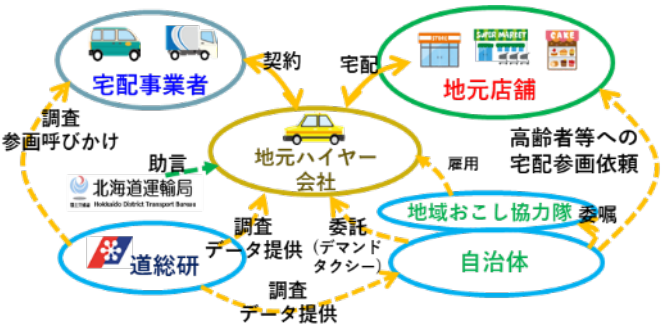 宅配事業者
契約
宅配
STORE
SUPER MARKET
CAKE
地元店舗
調査
参画呼びかけ
地元ハイヤー
会社
高齢者等への
宅配参画依頼
助言
北海道運輸局
Hokkaido District Transport Bureau
雇用
地域おこし協力隊
委嘱
調査
データ提供
委託
(デマンド
タクシー)
道総研
自治体
調査
データ提供